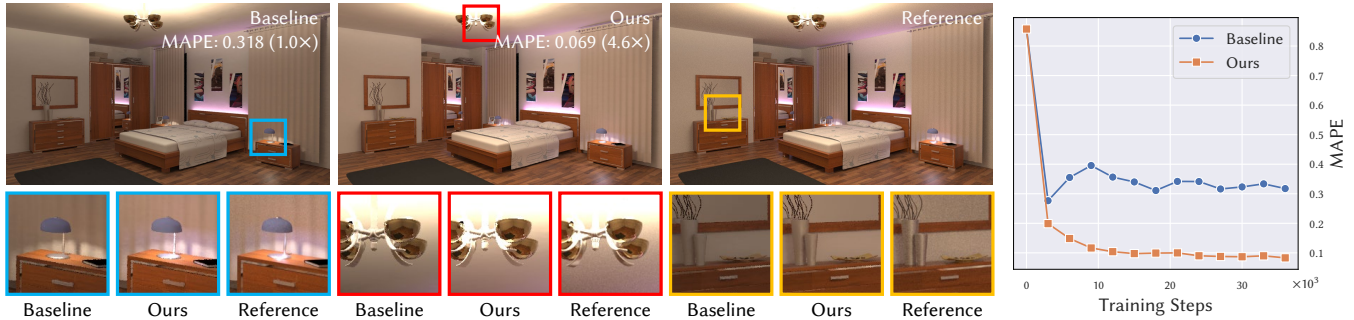 Baseline
MAPE: 0.318 (1.0×)
Ours
MAPE: 0.069 (4.6×)
Reference
Baseline
Ours
Reference
Baseline
Ours
Reference
Baseline
Ours
Reference
Baseline
Ours
0.8
0.7
0.6
0.5
0.4
0.3
0.2
0.1
MAPE
0
10
20
30
×10³
Training Steps